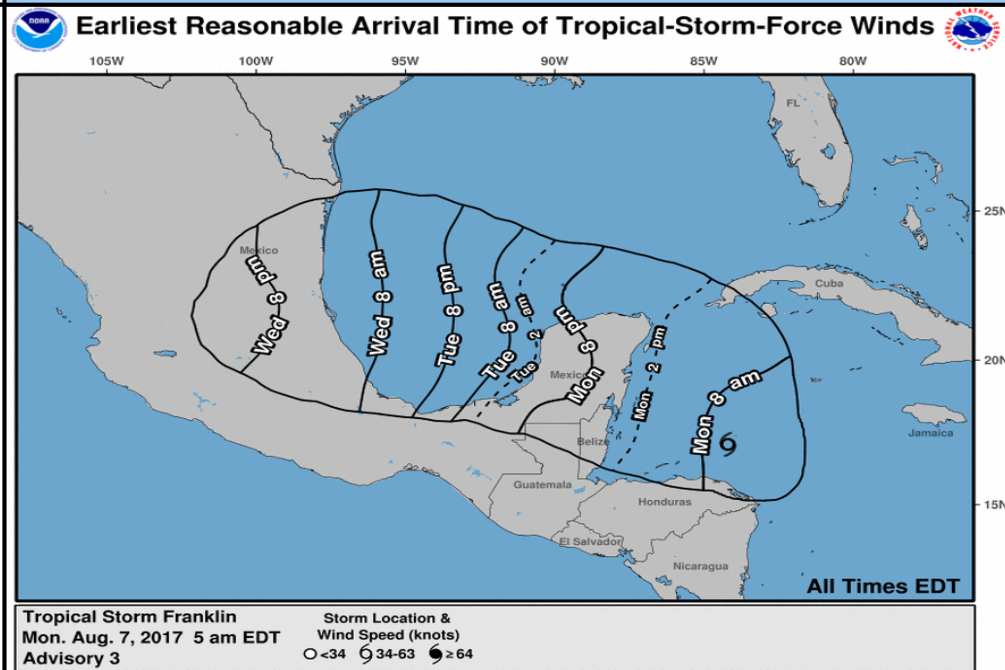 NOAA
Earliest Reasonable Arrival Time of Tropical-Storm-Force Winds
NATIONAL WEATHER SERVICE
105W 100W 95W 90W 85W 80W
FL
25N
Mexico
Cuba
Wed 8 pm
Wed 8 am
Tue 8 pm
Tue 8 am
Tue 2 am
Mon 8 pm
Mon 2 pm
Mon 8 am
20N
Mexico
Jamaica
Belize
Guatemala
Honduras
15N
El Salvador
Nicaragua
All Times EDT
Tropical Storm Franklin
Mon. Aug. 7, 2017 5 am EDT
Advisory 3
Storm Location &
Wind Speed (knots)
<34 34-63 ≥ 64